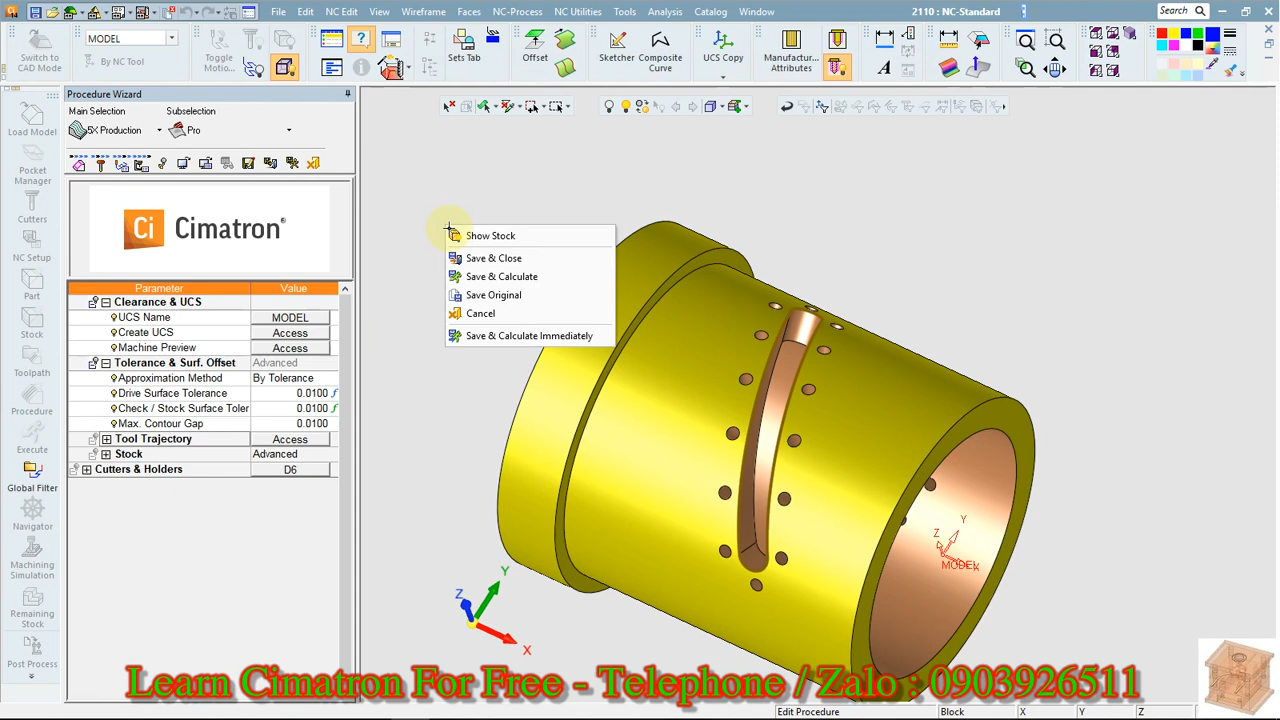 File Edit NC Edit View Wireframe Faces NC-Process NC Utilities Tools Analysis Catalog Window
2110 : NC-Standard
Search
Switch to CAD Mode
MODEL
By NC Tool
Toggle Motio...
Sets Tab
Offset
Sketcher
Composite Curve
UCS Copy
Manufactur... Attributes
Procedure Wizard
Main Selection
Subselection
5X Production
Pro
Load Model
Pocket Manager
Cutters
NC Setup
Part
Stock
Toolpath
Procedure
Execute
Global Filter
Navigator
Machining Simulation
Remaining Stock
Post Process
Ci Cimatron®
Parameter Value
Clearance & UCS
UCS Name MODEL
Create UCS Access
Machine Preview Access
Tolerance & Surf. Offset Advanced
Approximation Method By Tolerance
Drive Surface Tolerance 0.0100 f
Check / Stock Surface Toler 0.0100 f
Max. Contour Gap 0.0100
Tool Trajectory Access
Stock Advanced
Cutters & Holders D6
Show Stock
Save & Close
Save & Calculate
Save Original
Cancel
Save & Calculate Immediately
Y
Z
MODEL
Y
Z
X
Learn Cimatron For Free - Telephone / Zalo : 0903926511
Edit Procedure Block X Y Z